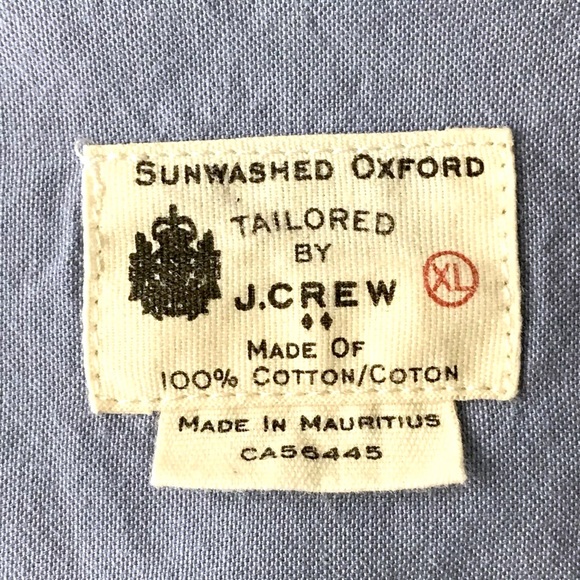 SUNWASHED OXFORD
TAILORED
BY
J.CREW
XL
MADE OF
100% COTTON/COTON
MADE IN MAURITIUS
CA56445